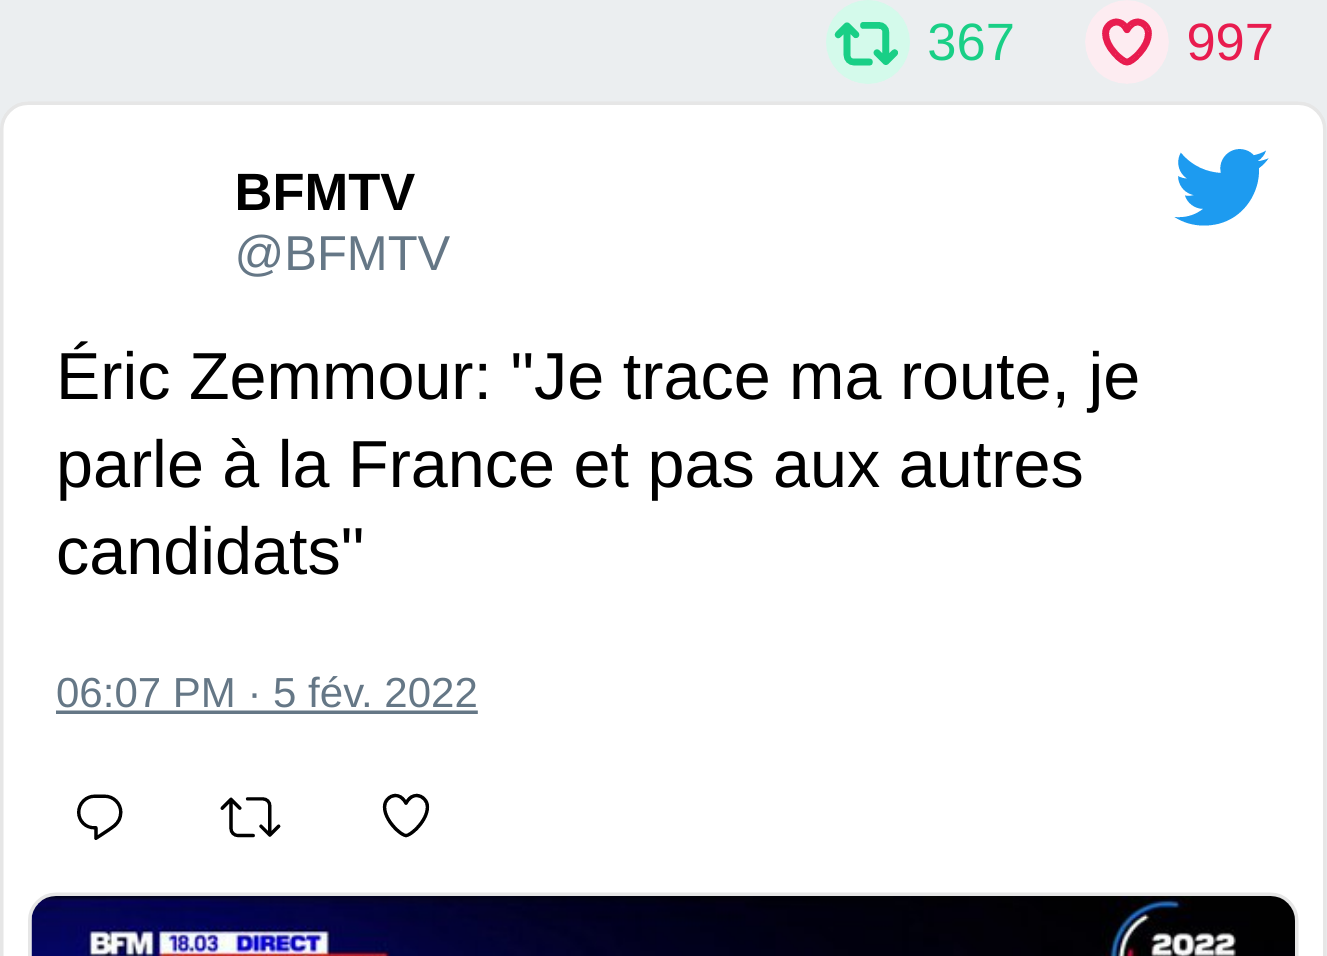 367 997
BFMTV
@BFMTV
Éric Zemmour: "Je trace ma route, je
parle à la France et pas aux autres
candidats"
06:07 PM · 5 fév. 2022
BFM 18.03 DIRECT
2022